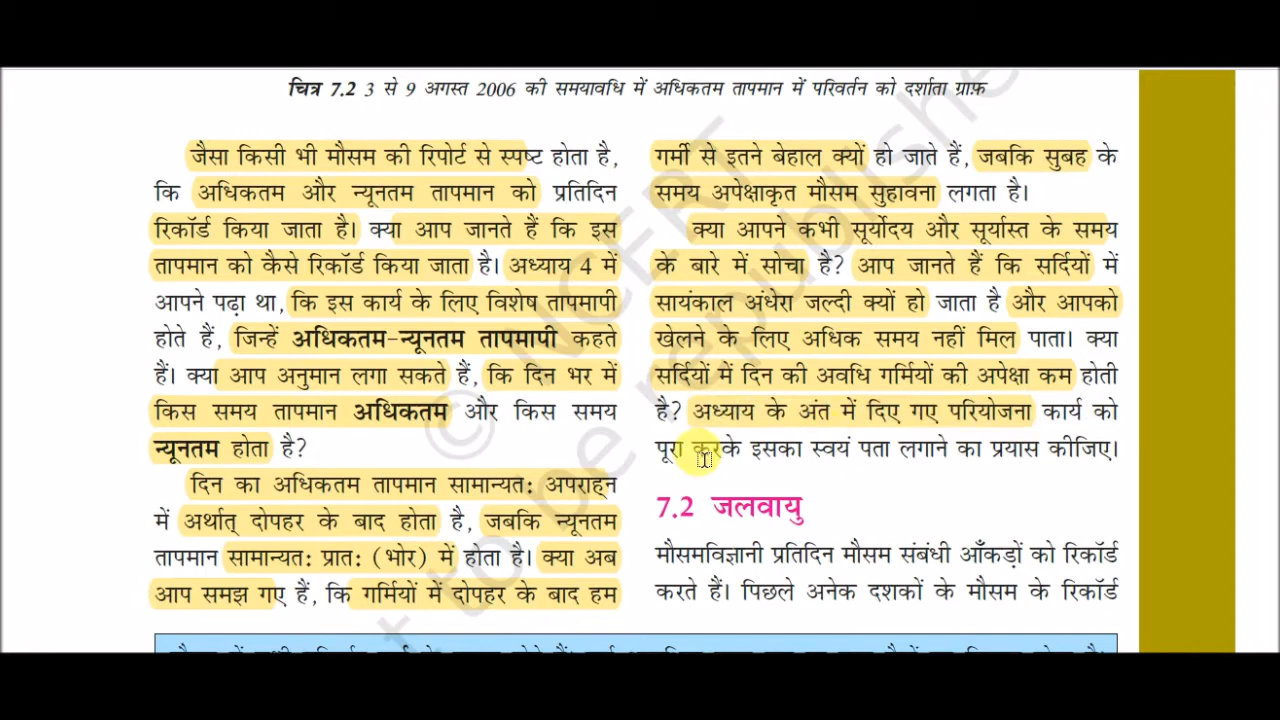 चित्र 7.2 3 से 9 अगस्त 2006 की समयावधि में अधिकतम तापमान में परिवर्तन को दर्शाता ग्राफ़
जैसा किसी भी मौसम की रिपोर्ट से स्पष्ट होता है,
कि अधिकतम और न्यूनतम तापमान को प्रतिदिन
रिकॉर्ड किया जाता है। क्या आप जानते हैं कि इस
तापमान को कैसे रिकॉर्ड किया जाता है। अध्याय 4 में
आपने पढ़ा था, कि इस कार्य के लिए विशेष तापमापी
होते हैं, जिन्हें अधिकतम-न्यूनतम तापमापी कहते
हैं। क्या आप अनुमान लगा सकते हैं, कि दिन भर में
किस समय तापमान अधिकतम और किस समय
न्यूनतम होता है?
दिन का अधिकतम तापमान सामान्यत: अपराह्न
में अर्थात् दोपहर के बाद होता है, जबकि न्यूनतम
तापमान सामान्यत: प्रात: (भोर) में होता है। क्या अब
आप समझ गए हैं, कि गर्मियों में दोपहर के बाद हम
गर्मी से इतने बेहाल क्यों हो जाते हैं, जबकि सुबह के
समय अपेक्षाकृत मौसम सुहावना लगता है।
क्या आपने कभी सूर्योदय और सूर्यास्त के समय
के बारे में सोचा है? आप जानते हैं कि सर्दियों में
सायंकाल अंधेरा जल्दी क्यों हो जाता है और आपको
खेलने के लिए अधिक समय नहीं मिल पाता। क्या
सर्दियों में दिन की अवधि गर्मियों की अपेक्षा कम होती
है? अध्याय के अंत में दिए गए परियोजना कार्य को
पूरा करके इसका स्वयं पता लगाने का प्रयास कीजिए।
7.2 जलवायु
मौसमविज्ञानी प्रतिदिन मौसम संबंधी आँकड़ों को रिकॉर्ड
करते हैं। पिछले अनेक दशकों के मौसम के रिकॉर्ड
© NCERT
t to be republishe